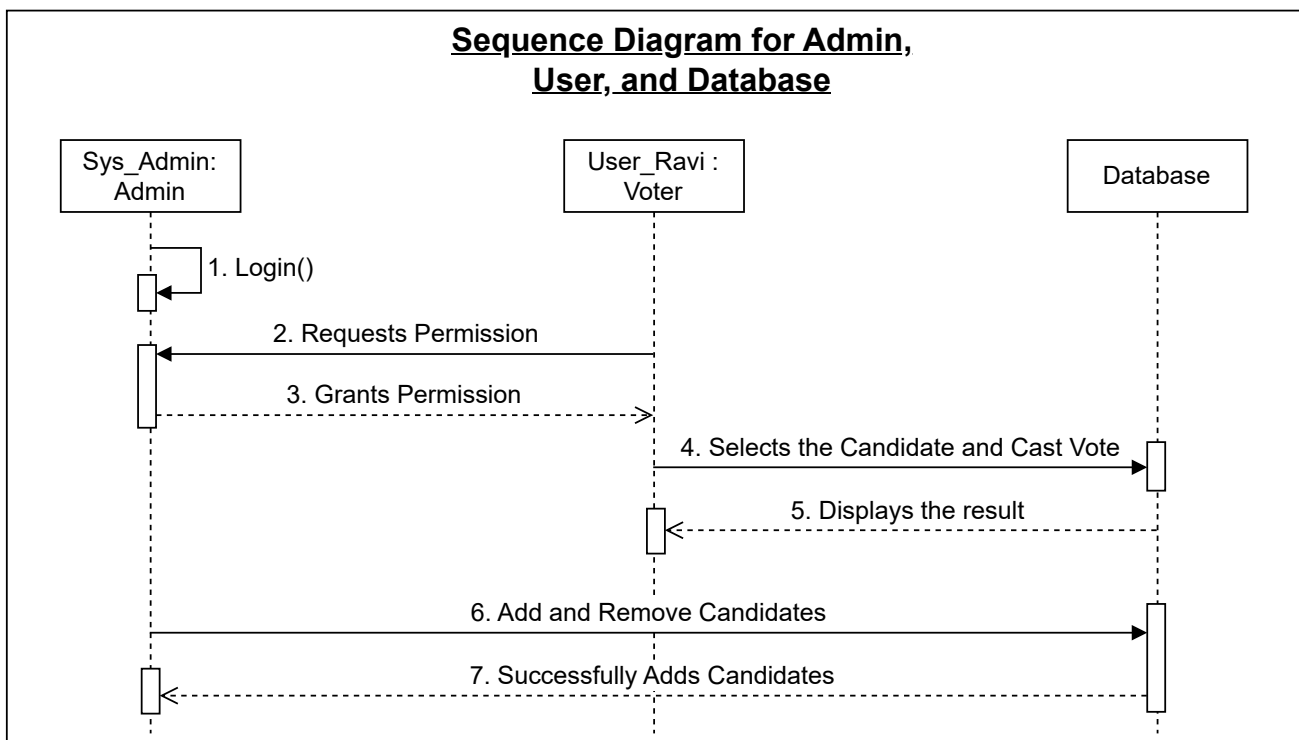 Sequence Diagram for Admin,
User, and Database
Sys_Admin:
Admin
User_Ravi :
Voter
Database
1. Login()
2. Requests Permission
3. Grants Permission
4. Selects the Candidate and Cast Vote
5. Displays the result
6. Add and Remove Candidates
7. Successfully Adds Candidates